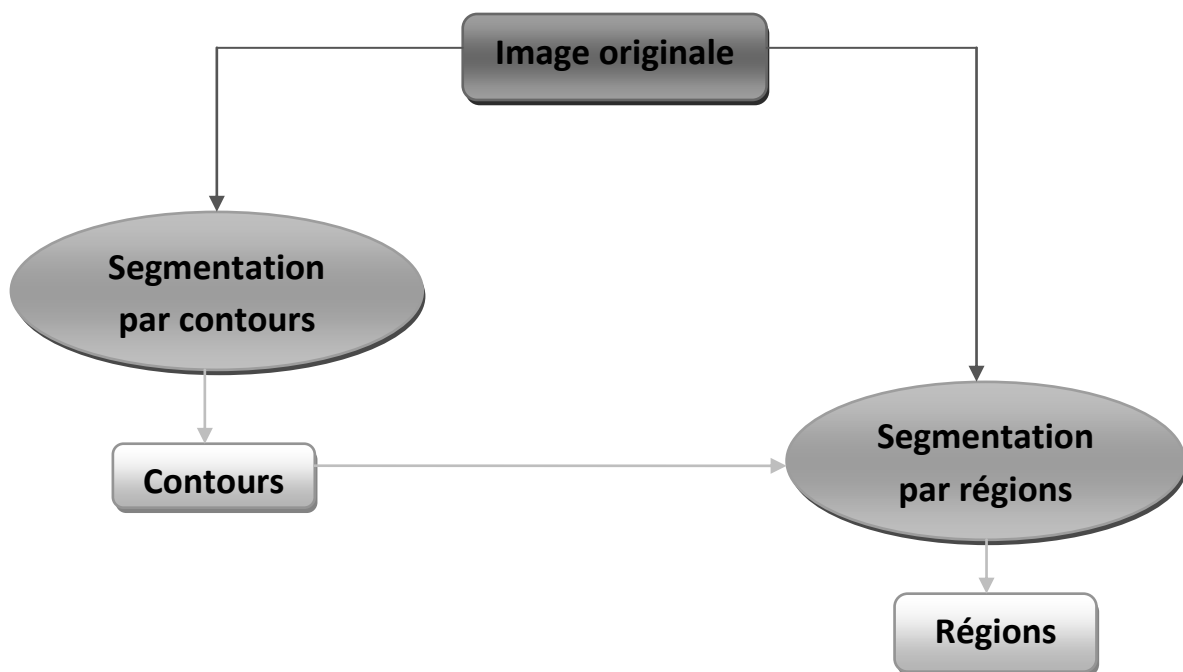 Image originale
Segmentation
par contours
Contours
Segmentation
par régions
Régions